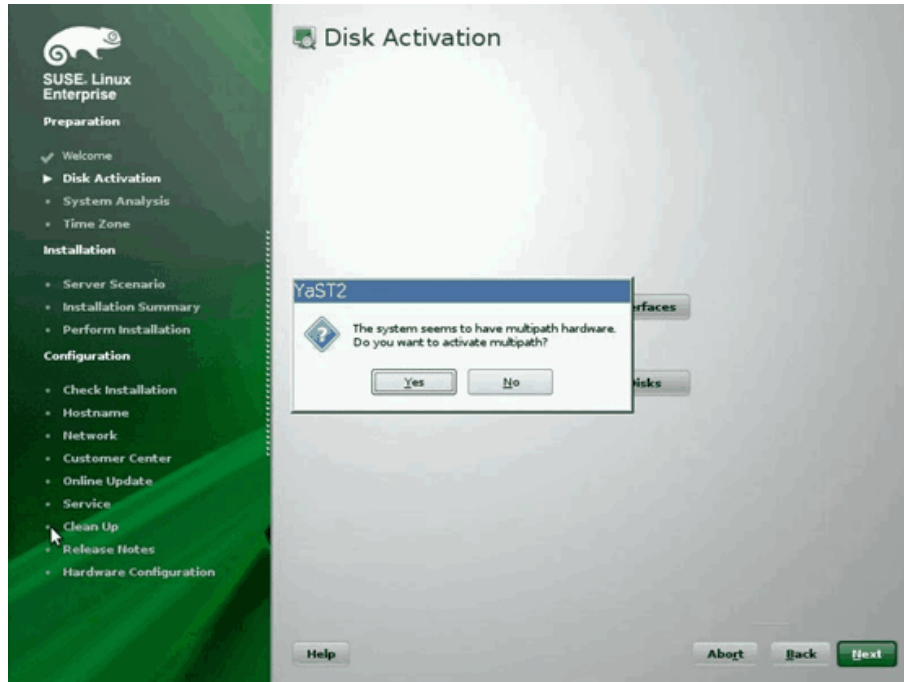 SUSE. Linux
Enterprise
Preparation
Welcome
Disk Activation
System Analysis
Time Zone
Installation
Server Scenario
Installation Summary
Perform Installation
Configuration
Check Installation
Hostname
Network
Customer Center
Online Update
Service
Clean Up
Release Notes
Hardware Configuration
Disk Activation
YaST2
The system seems to have multipath hardware.
Do you want to activate multipath?
Yes
No
Help
Abort
Back
Next